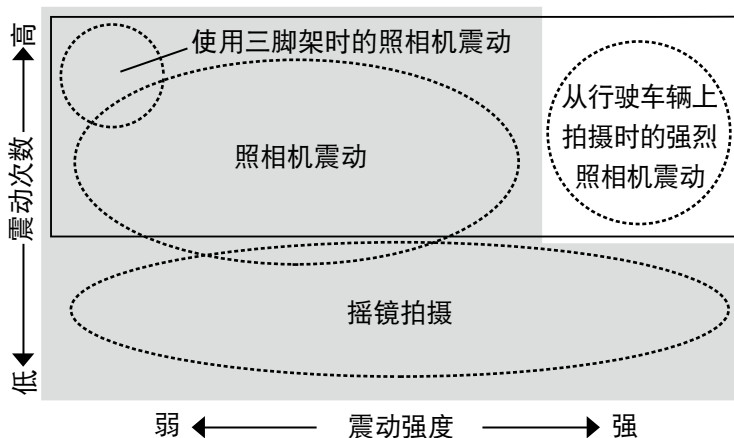 高
使用三脚架时的照相机震动
从行驶车辆上
拍摄时的强烈
照相机震动
照相机震动
震动次数
摇镜拍摄
低
弱
震动强度
强